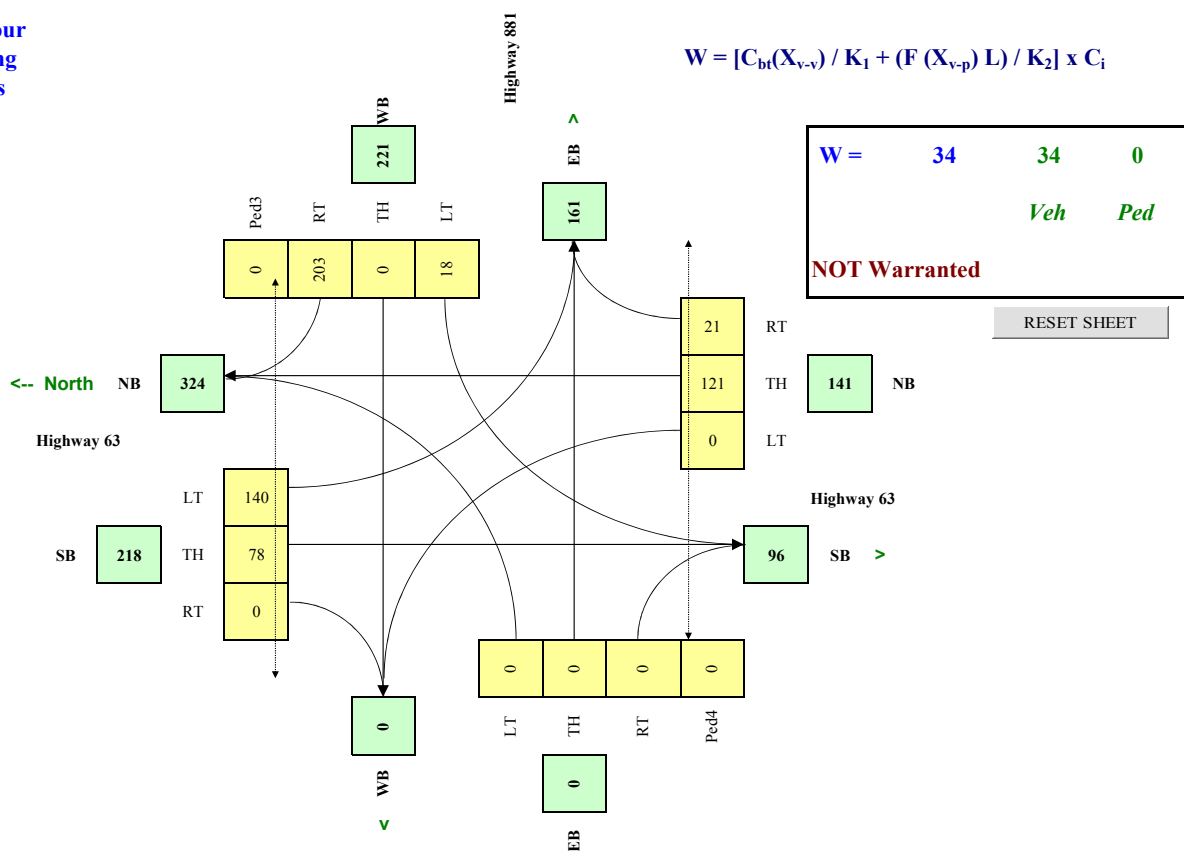 Highway 881
W = [Cbt(Xv-v) / K1 + (F (Xv-p) L) / K2] x Ci
WB
221
^
EB
161
W = 34 34 0
Veh Ped
NOT Warranted
RESET SHEET
Ped3 RT TH LT
0 203 0 18
21 RT
<-- North NB 324
121 TH 141 NB
0 LT
Highway 63
LT 140
Highway 63
SB 218 TH 78
96 SB >
RT 0
0 0 0 0
LT TH RT Ped4
0
WB
v
0
EB